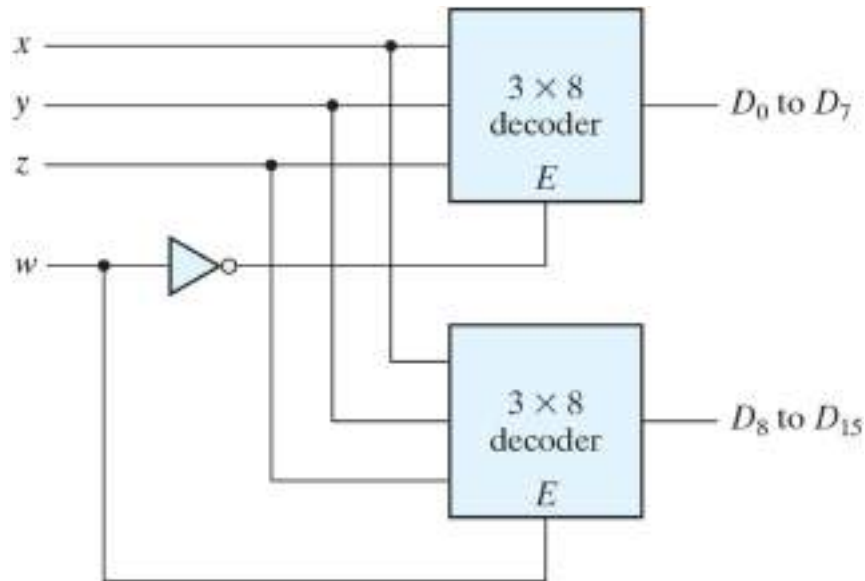 x
y
z
w
3 × 8
decoder
E
D₀ to D₇
3 × 8
decoder
E
D₈ to D₁₅